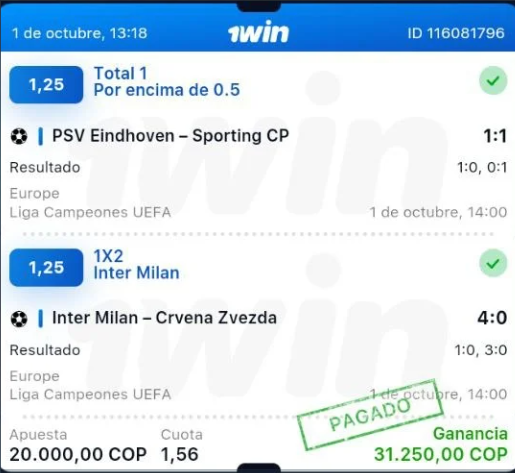 1 de octubre, 13:18 1win ID 116081796
1,25 Total 1
Por encima de 0.5
PSV Eindhoven – Sporting CP 1:1
Resultado 1:0, 0:1
Europe
Liga Campeones UEFA 1 de octubre, 14:00
1,25 1X2
Inter Milan
Inter Milan – Crvena Zvezda 4:0
Resultado 1:0, 3:0
Europe
Liga Campeones UEFA 1 de octubre, 14:00
PAGADO
Apuesta Cuota Ganancia
20.000,00 COP 1,56 31.250,00 COP